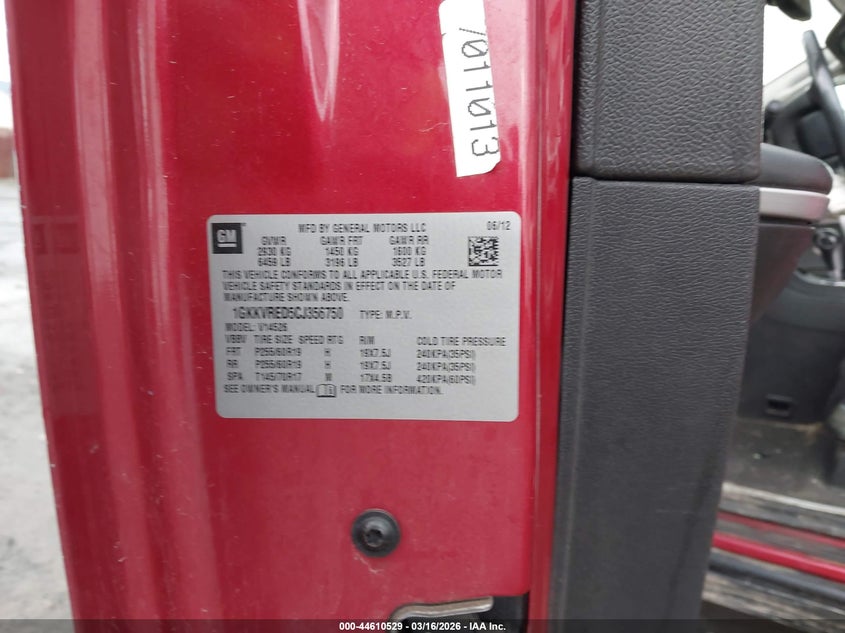 70111013
GM
MFD BY GENERAL MOTORS LLC 06/12
GVWR GAWR FRT GAWR RR
2930 KG 1450 KG 1600 KG
6459 LB 3196 LB 3527 LB
THIS VEHICLE CONFORMS TO ALL APPLICABLE U.S. FEDERAL MOTOR
VEHICLE SAFETY STANDARDS IN EFFECT ON THE DATE OF
MANUFACTURE SHOWN ABOVE.
1GKKVRED5CJ356750 TYPE: M.P.V.
MODEL: V14526
VBBV TIRE SIZE SPEED RTG RIM COLD TIRE PRESSURE
FRT P255/60R19 H 19X7.5J 240KPA(35PSI)
RR P255/60R19 H 19X7.5J 240KPA(35PSI)
SPA T145/70R17 M 17X4.5B 420KPA(60PSI)
SEE OWNER'S MANUAL FOR MORE INFORMATION.
000-44610529 - 03/16/2026 - IAA Inc.